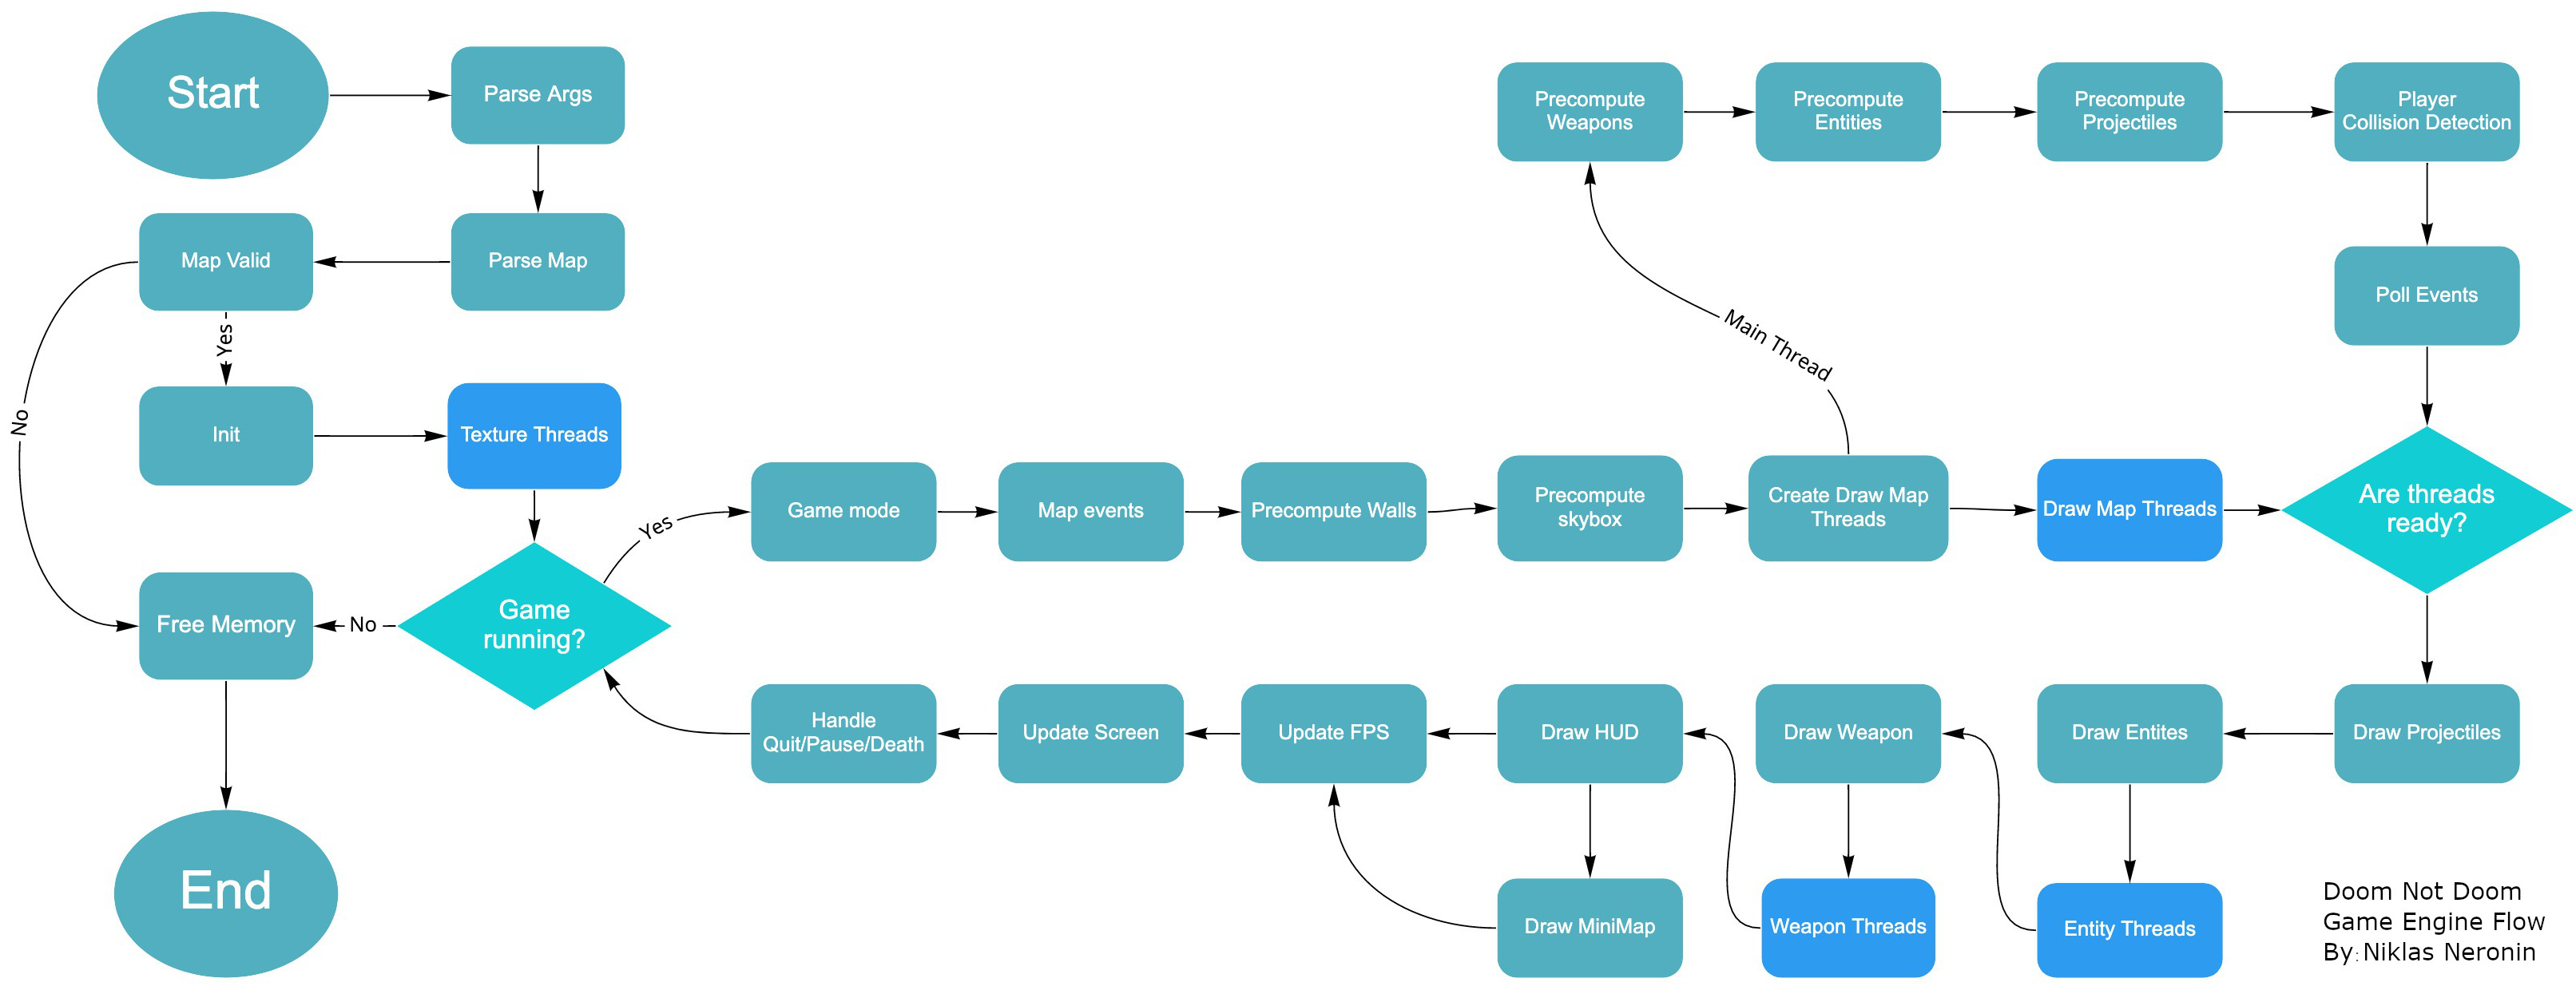 Start
Parse Args
Precompute
Weapons
Precompute
Entities
Precompute
Projectiles
Player
Collision Detection
Map Valid
Parse Map
Poll Events
Yes
Main Thread
No
Init
Texture Threads
Game mode
Map events
Precompute Walls
Precompute
skybox
Create Draw Map
Threads
Draw Map Threads
Are threads
ready?
Yes
Free Memory
No
Game
running?
Handle
Quit/Pause/Death
Update Screen
Update FPS
Draw HUD
Draw Weapon
Draw Entites
Draw Projectiles
End
Draw MiniMap
Weapon Threads
Entity Threads
Doom Not Doom
Game Engine Flow
By: Niklas Neronin